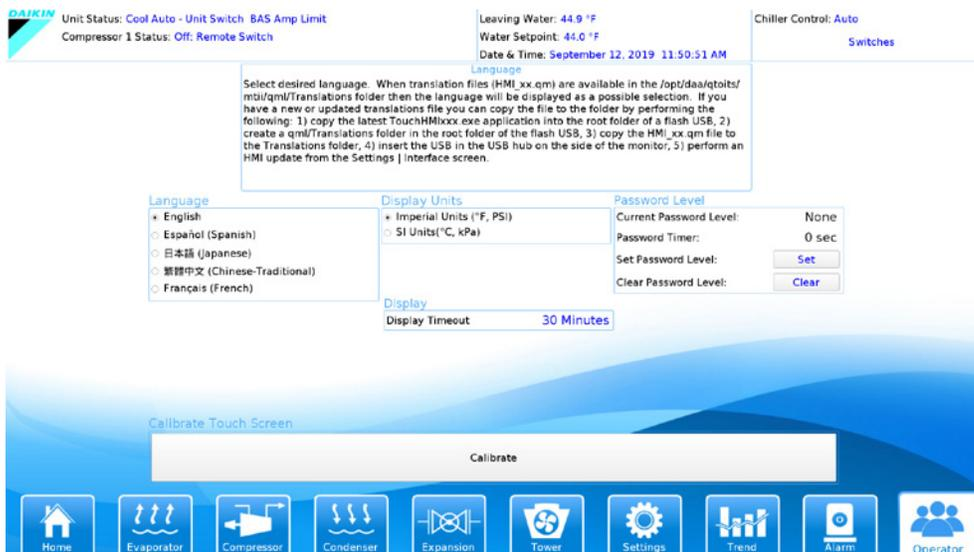 DAIKIN
Unit Status: Cool Auto - Unit Switch BAS Amp Limit
Compressor 1 Status: Off: Remote Switch
Leaving Water: 44.9 °F
Water Setpoint: 44.0 °F
Date & Time: September 12, 2019 11:50:51 AM
Chiller Control: Auto
Switches
Language
Select desired language. When translation files (HMI_xx.qm) are available in the /opt/daa/qtoits/
mtii/qml/Translations folder then the language will be displayed as a possible selection. If you
have a new or updated translations file you can copy the file to the folder by performing the
following: 1) copy the latest TouchHMIxxx.exe application into the root folder of a flash USB, 2)
create a qml/Translations folder in the root folder of the flash USB, 3) copy the HMI_xx.qm file to
the Translations folder, 4) insert the USB in the USB hub on the side of the monitor, 5) perform an
HMI update from the Settings | Interface screen.
Language
English
Español (Spanish)
日本語 (Japanese)
繁體中文 (Chinese-Traditional)
Français (French)
Display Units
Imperial Units (°F, PSI)
SI Units(°C, kPa)
Password Level
Current Password Level: None
Password Timer: 0 sec
Set Password Level: Set
Clear Password Level: Clear
Display
Display Timeout 30 Minutes
Calibrate Touch Screen
Calibrate
Home
Evaporator
Compressor
Condenser
Expansion
Tower
Settings
Trend
Alarm
Operator